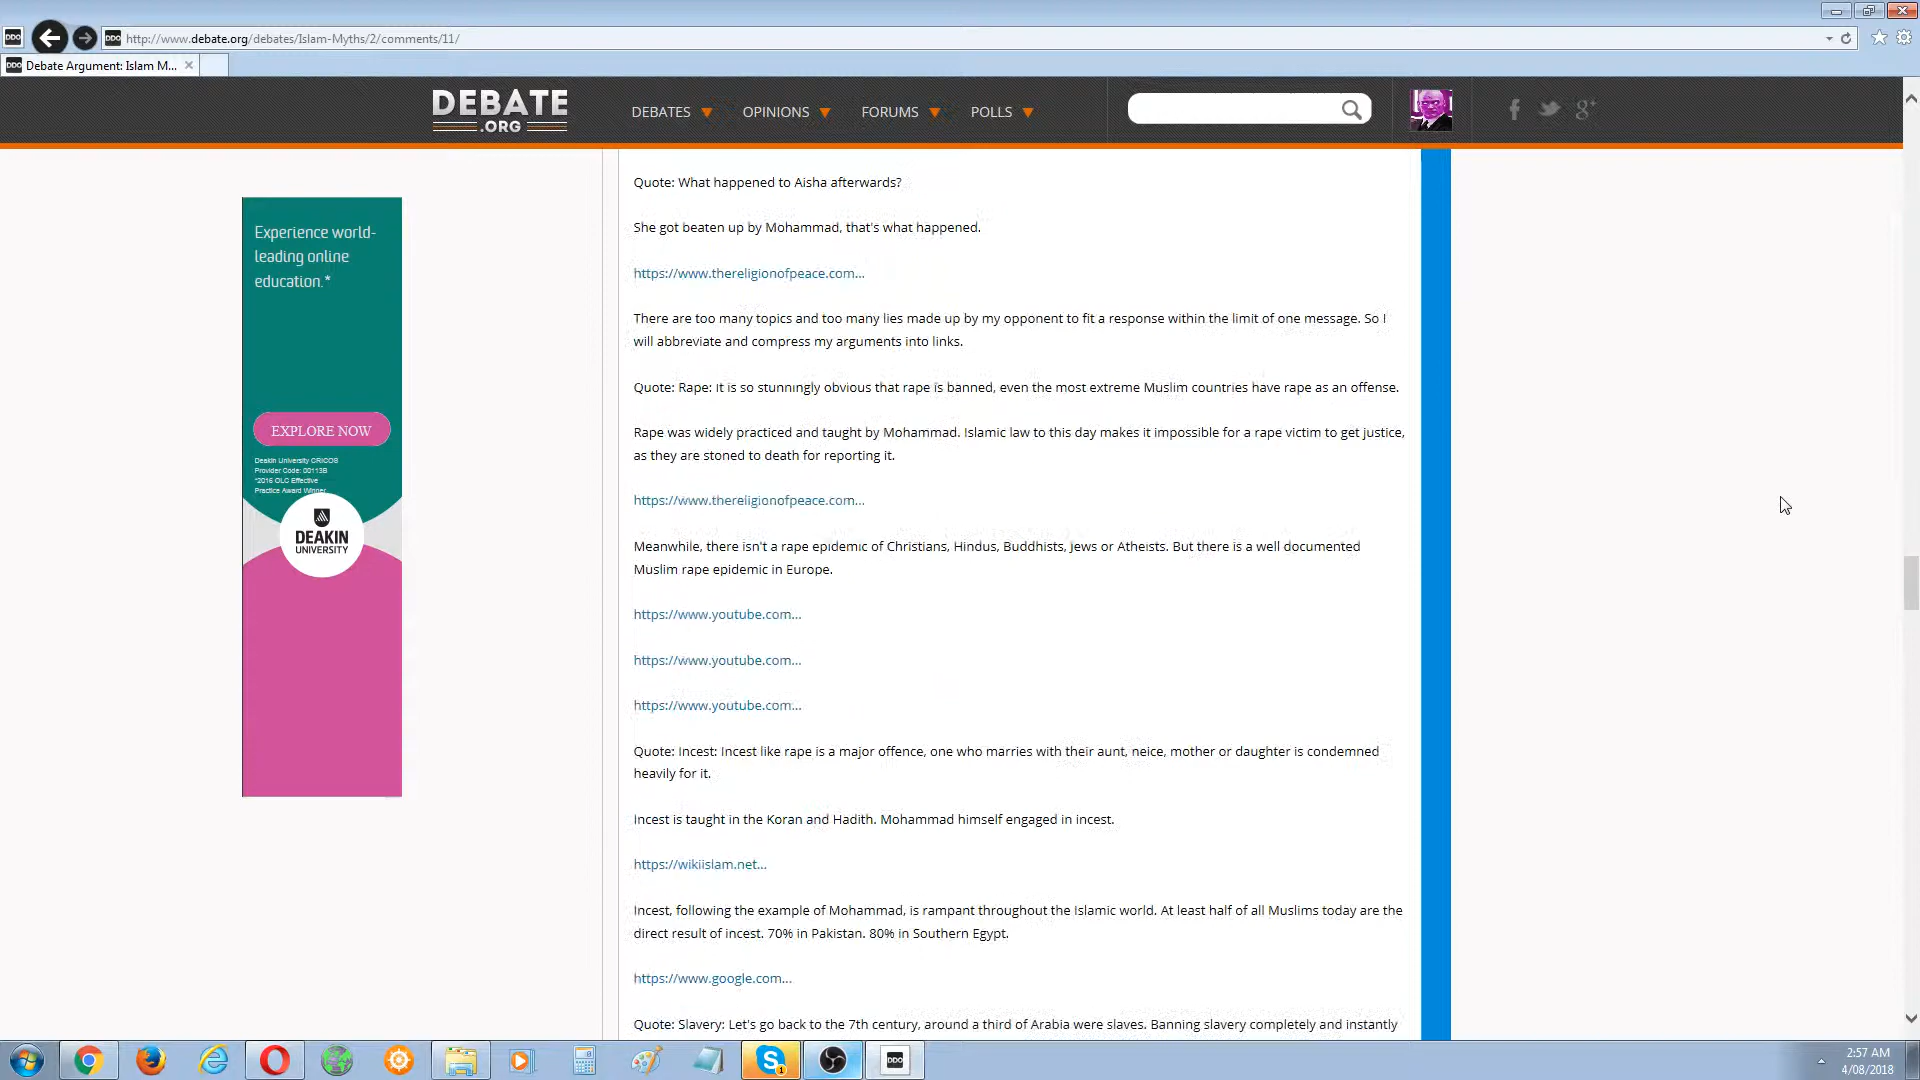 http://www.debate.org/debates/Islam-Myths/2/comments/11/
Debate Argument: Islam M...
DEBATE
.ORG
DEBATES
OPINIONS
FORUMS
POLLS
Quote: What happened to Aisha afterwards?
She got beaten up by Mohammad, that's what happened.
https://www.thereligionofpeace.com...
There are too many topics and too many lies made up by my opponent to fit a response within the limit of one message. So I
will abbreviate and compress my arguments into links.
Quote: Rape: It is so stunningly obvious that rape is banned, even the most extreme Muslim countries have rape as an offense.
Rape was widely practiced and taught by Mohammad. Islamic law to this day makes it impossible for a rape victim to get justice,
as they are stoned to death for reporting it.
https://www.thereligionofpeace.com...
Meanwhile, there isn't a rape epidemic of Christians, Hindus, Buddhists, Jews or Atheists. But there is a well documented
Muslim rape epidemic in Europe.
https://www.youtube.com...
https://www.youtube.com...
https://www.youtube.com...
Quote: Incest: Incest like rape is a major offence, one who marries with their aunt, neice, mother or daughter is condemned
heavily for it.
Incest is taught in the Koran and Hadith. Mohammad himself engaged in incest.
https://wikiislam.net...
Incest, following the example of Mohammad, is rampant throughout the Islamic world. At least half of all Muslims today are the
direct result of incest. 70% in Pakistan. 80% in Southern Egypt.
https://www.google.com...
Quote: Slavery: Let's go back to the 7th century, around a third of Arabia were slaves. Banning slavery completely and instantly
Experience world-
leading online
education.*
EXPLORE NOW
Deakin University CRICOS
Provider Code: 00113B
*2016 OLC Effective
Practice Award Winner
DEAKIN
UNIVERSITY
2:57 AM
4/08/2018